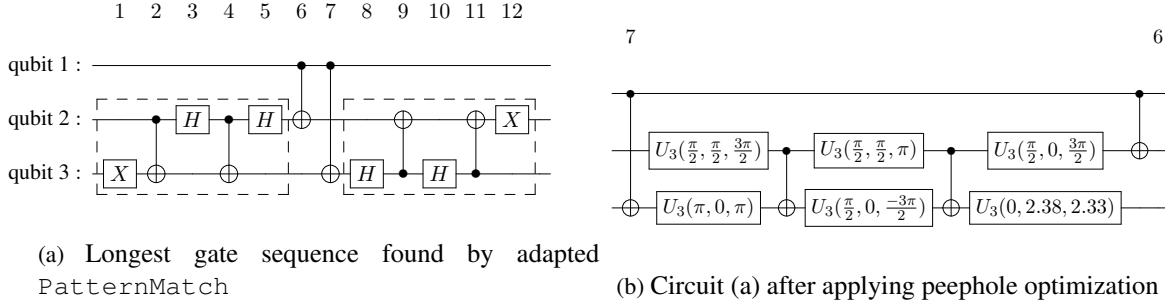 1 2 3 4 5 6 7 8 9 10 11 12
qubit 1 :
qubit 2 : H H X
qubit 3 : X H H
(a) Longest gate sequence found by adapted
PatternMatch
7 6
U₃(π/2, π/2, 3π/2) U₃(π/2, π/2, π) U₃(π/2, 0, 3π/2)
U₃(π, 0, π) U₃(π/2, 0, -3π/2) U₃(0, 2.38, 2.33)
(b) Circuit (a) after applying peephole optimization